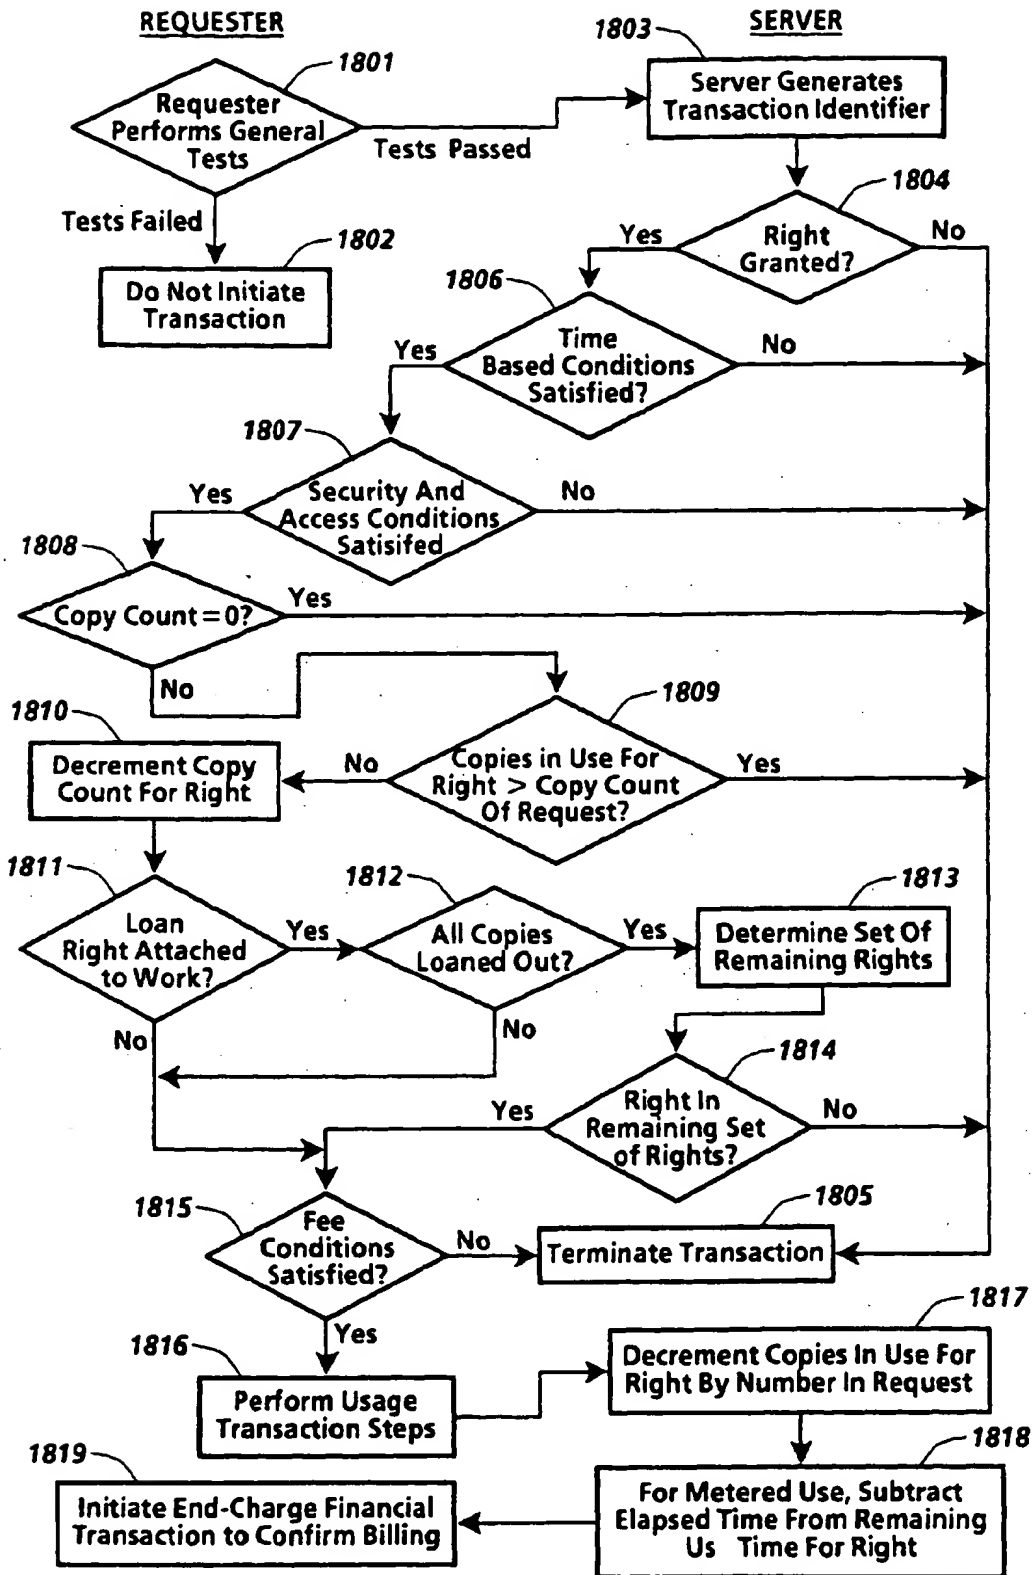 REQUESTER
SERVER
1801
Requester
Performs General
Tests
Tests Passed
Tests Failed
1802
Do Not Initiate
Transaction
1803
Server Generates
Transaction Identifier
1804
Right
Granted?
Yes
No
1806
Time
Based Conditions
Satisfied?
Yes
No
1807
Security And
Access Conditions
Satisifed
Yes
No
1808
Copy Count = 0?
Yes
No
1809
Copies in Use For
Right > Copy Count
Of Request?
No
Yes
1810
Decrement Copy
Count For Right
1811
Loan
Right Attached
to Work?
Yes
No
1812
All Copies
Loaned Out?
Yes
No
1813
Determine Set Of
Remaining Rights
1814
Right In
Remaining Set
of Rights?
Yes
No
1815
Fee
Conditions
Satisfied?
No
Yes
1805
Terminate Transaction
1816
Perform Usage
Transaction Steps
1817
Decrement Copies In Use For
Right By Number In Request
1818
For Metered Use, Subtract
Elapsed Time From Remaining
Us Time For Right
1819
Initiate End-Charge Financial
Transaction to Confirm Billing